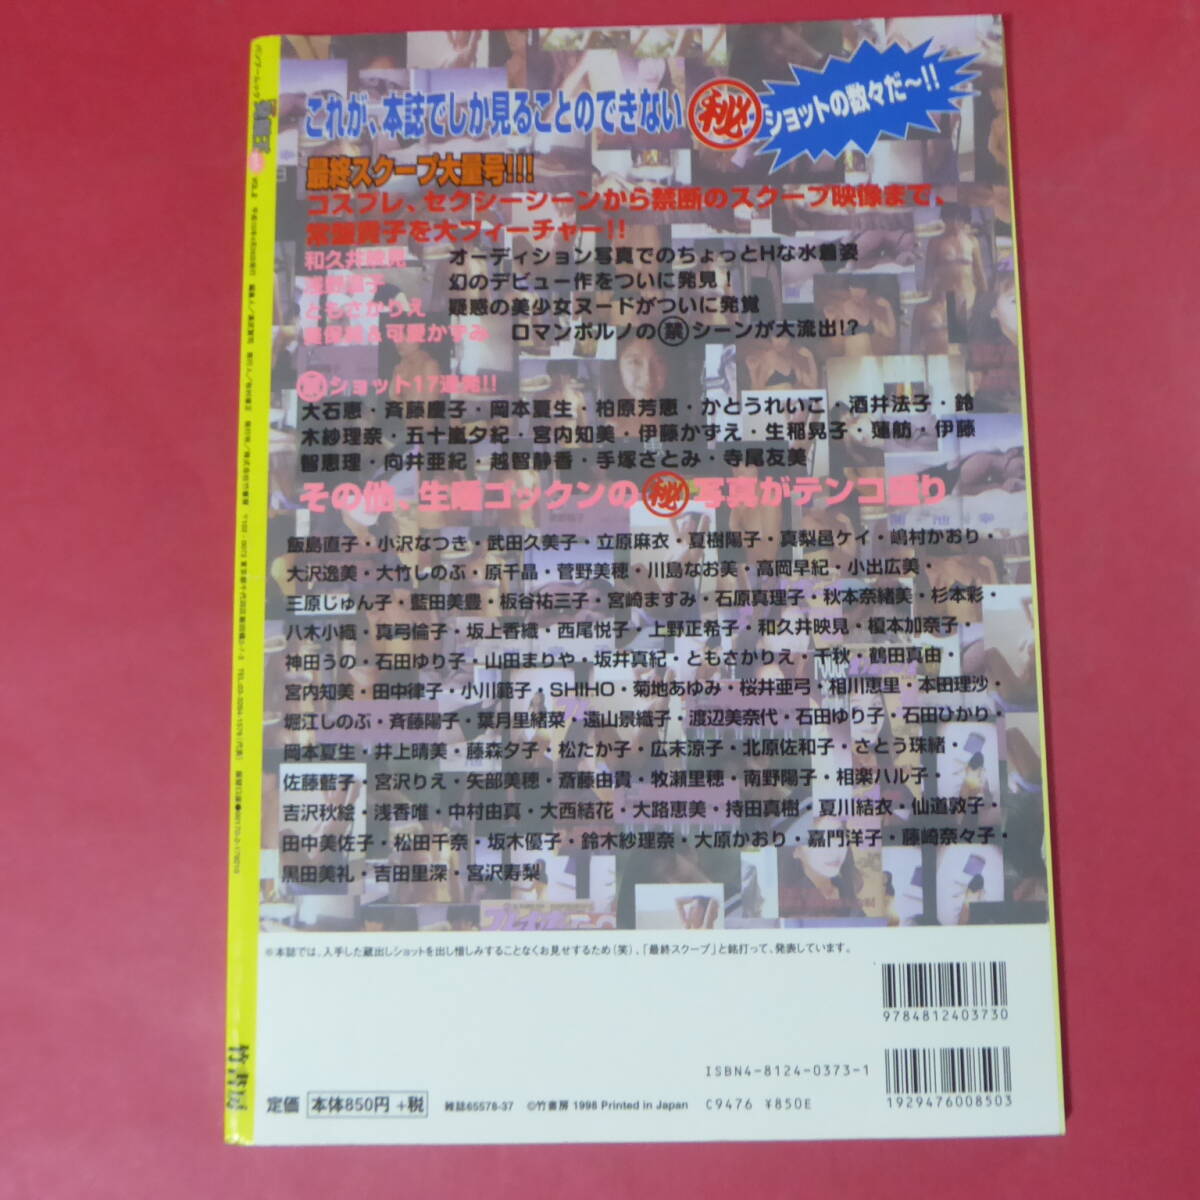 これが、本誌でしか見ることのできない㊙ショットの数々だ〜!!
最終スクープ大量号!!!
コスプレ、セクシーシーンから禁断のスクープ映像まで、
常盤貴子を大フィーチャー!!
和久井映見 オーディション写真でのちょっとHな水着姿
幻のデビュー作をついに発見！
ともさかりえ 疑惑の美少女ヌードがついに発覚
&可愛かずみ ロマンポルノの㊙シーンが大流出!?
ショット17連発!!
大石恵・斉藤慶子・岡本夏生・柏原芳恵・かとうれいこ・酒井法子・鈴
木紗理奈・五十嵐夕紀・宮内知美・伊藤かずえ・生稲晃子・蓮舫・伊藤
智恵理・向井亜紀・越智静香・手塚さとみ・寺尾友美
その他、生唾ゴックンの㊙写真がテンコ盛り
飯島直子・小沢なつき・武田久美子・立原麻衣・夏樹陽子・真梨邑ケイ・嶋村かおり・
大沢逸美・大竹しのぶ・原千晶・菅野美穂・川島なお美・高岡早紀・小出広美・
三原じゅん子・藍田美豊・板谷祐三子・宮崎ますみ・石原真理子・秋本奈緒美・杉本彩・
八木小織・真弓倫子・坂上香織・西尾悦子・上野正希子・和久井映見・榎本加奈子・
神田うの・石田ゆり子・山田まりや・坂井真紀・ともさかりえ・千秋・鶴田真由・
宮内知美・田中律子・小川範子・SHIHO・菊地あゆみ・桜井亜弓・相川恵里・本田理沙・
堀江しのぶ・斉藤陽子・葉月里緒菜・遠山景織子・渡辺美奈代・石田ゆり子・石田ひかり・
岡本夏生・井上晴美・藤森夕子・松たか子・広末涼子・北原佐和子・さとう珠緒・
佐藤藍子・宮沢りえ・矢部美穂・斎藤由貴・牧瀬里穂・南野陽子・相楽ハル子・
吉沢秋絵・浅香唯・中村由真・大西結花・大路恵美・持田真樹・夏川結衣・仙道敦子・
田中美佐子・松田千奈・坂木優子・鈴木紗理奈・大原かおり・嘉門洋子・藤崎奈々子・
黒田美礼・吉田里深・宮沢寿梨
※本誌では、入手した蔵出しショットを出し惜しみすることなくお見せするため（笑）、「最終スクープ」と銘打って、発表しています。
9784812403730
ISBN4-8124-0373-1
1929476008503
定価 本体850円 +税 雑誌65578-37 ©竹書房 1998 Printed in Japan C9476 ¥850E
竹書房